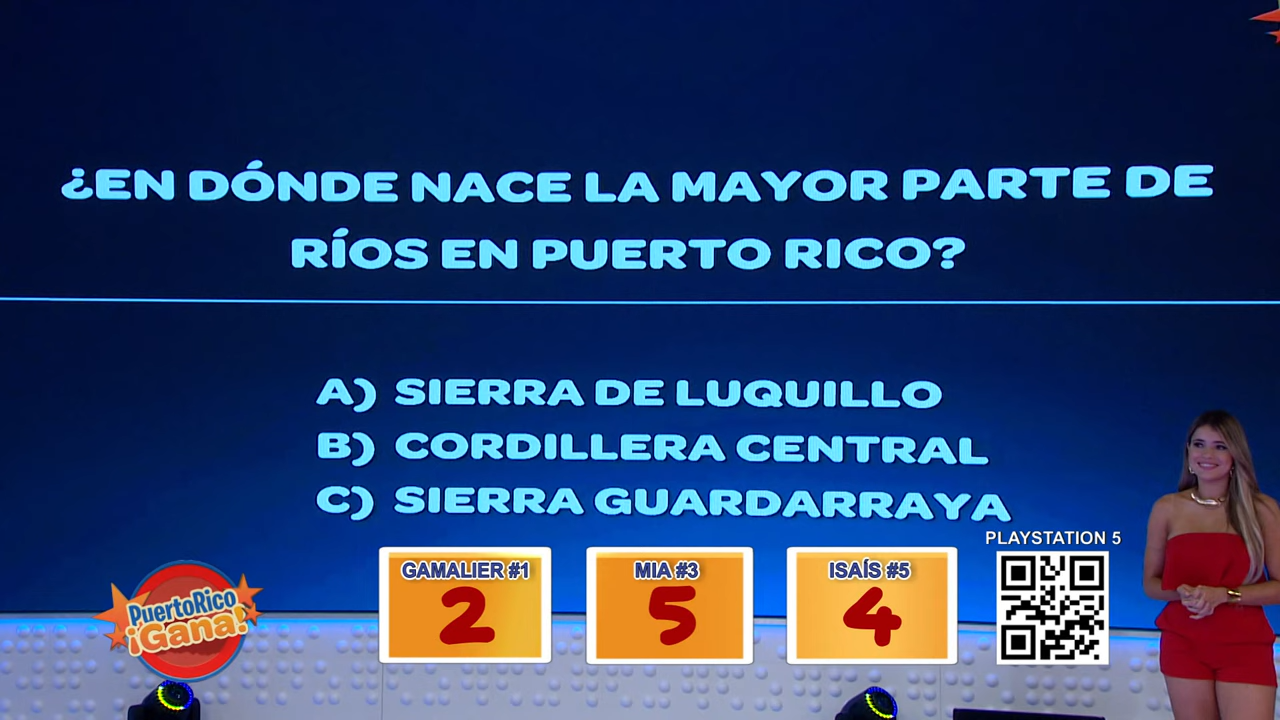 ¿EN DÓNDE NACE LA MAYOR PARTE DE
RÍOS EN PUERTO RICO?
A) SIERRA DE LUQUILLO
B) CORDILLERA CENTRAL
C) SIERRA GUARDARRAYA
PLAYSTATION 5
GAMALIER #1
2
MIA #3
5
ISAÍS #5
4
PuertoRico
¡Gana!